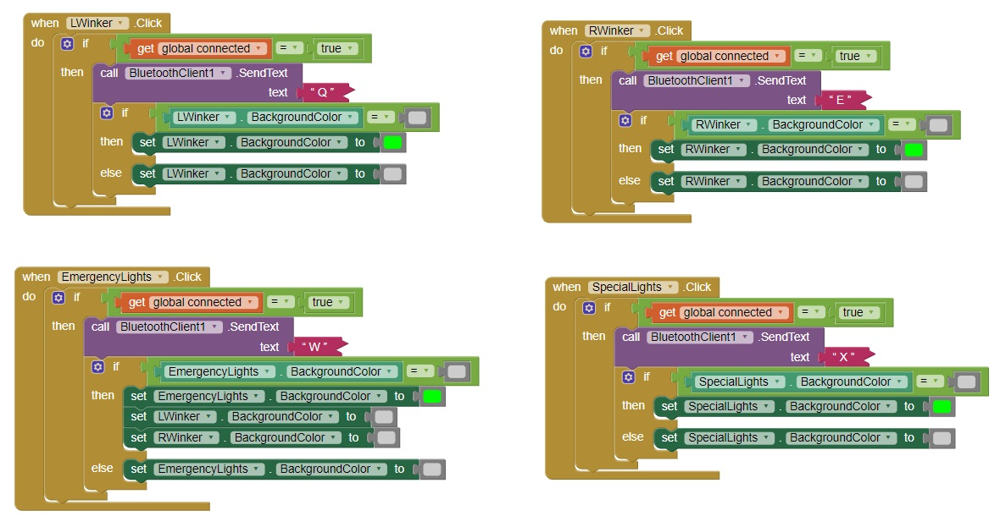 when LWinker .Click
do if get global connected = true
then call BluetoothClient1 .SendText
text “ Q ”
if LWinker . BackgroundColor =
then set LWinker . BackgroundColor to
else set LWinker . BackgroundColor to
when RWinker .Click
do if get global connected = true
then call BluetoothClient1 .SendText
text “ E ”
if RWinker . BackgroundColor =
then set RWinker . BackgroundColor to
else set RWinker . BackgroundColor to
when EmergencyLights .Click
do if get global connected = true
then call BluetoothClient1 .SendText
text “ W ”
if EmergencyLights . BackgroundColor =
then set EmergencyLights . BackgroundColor to
set LWinker . BackgroundColor to
set RWinker . BackgroundColor to
else set EmergencyLights . BackgroundColor to
when SpecialLights .Click
do if get global connected = true
then call BluetoothClient1 .SendText
text “ X ”
if SpecialLights . BackgroundColor =
then set SpecialLights . BackgroundColor to
else set SpecialLights . BackgroundColor to